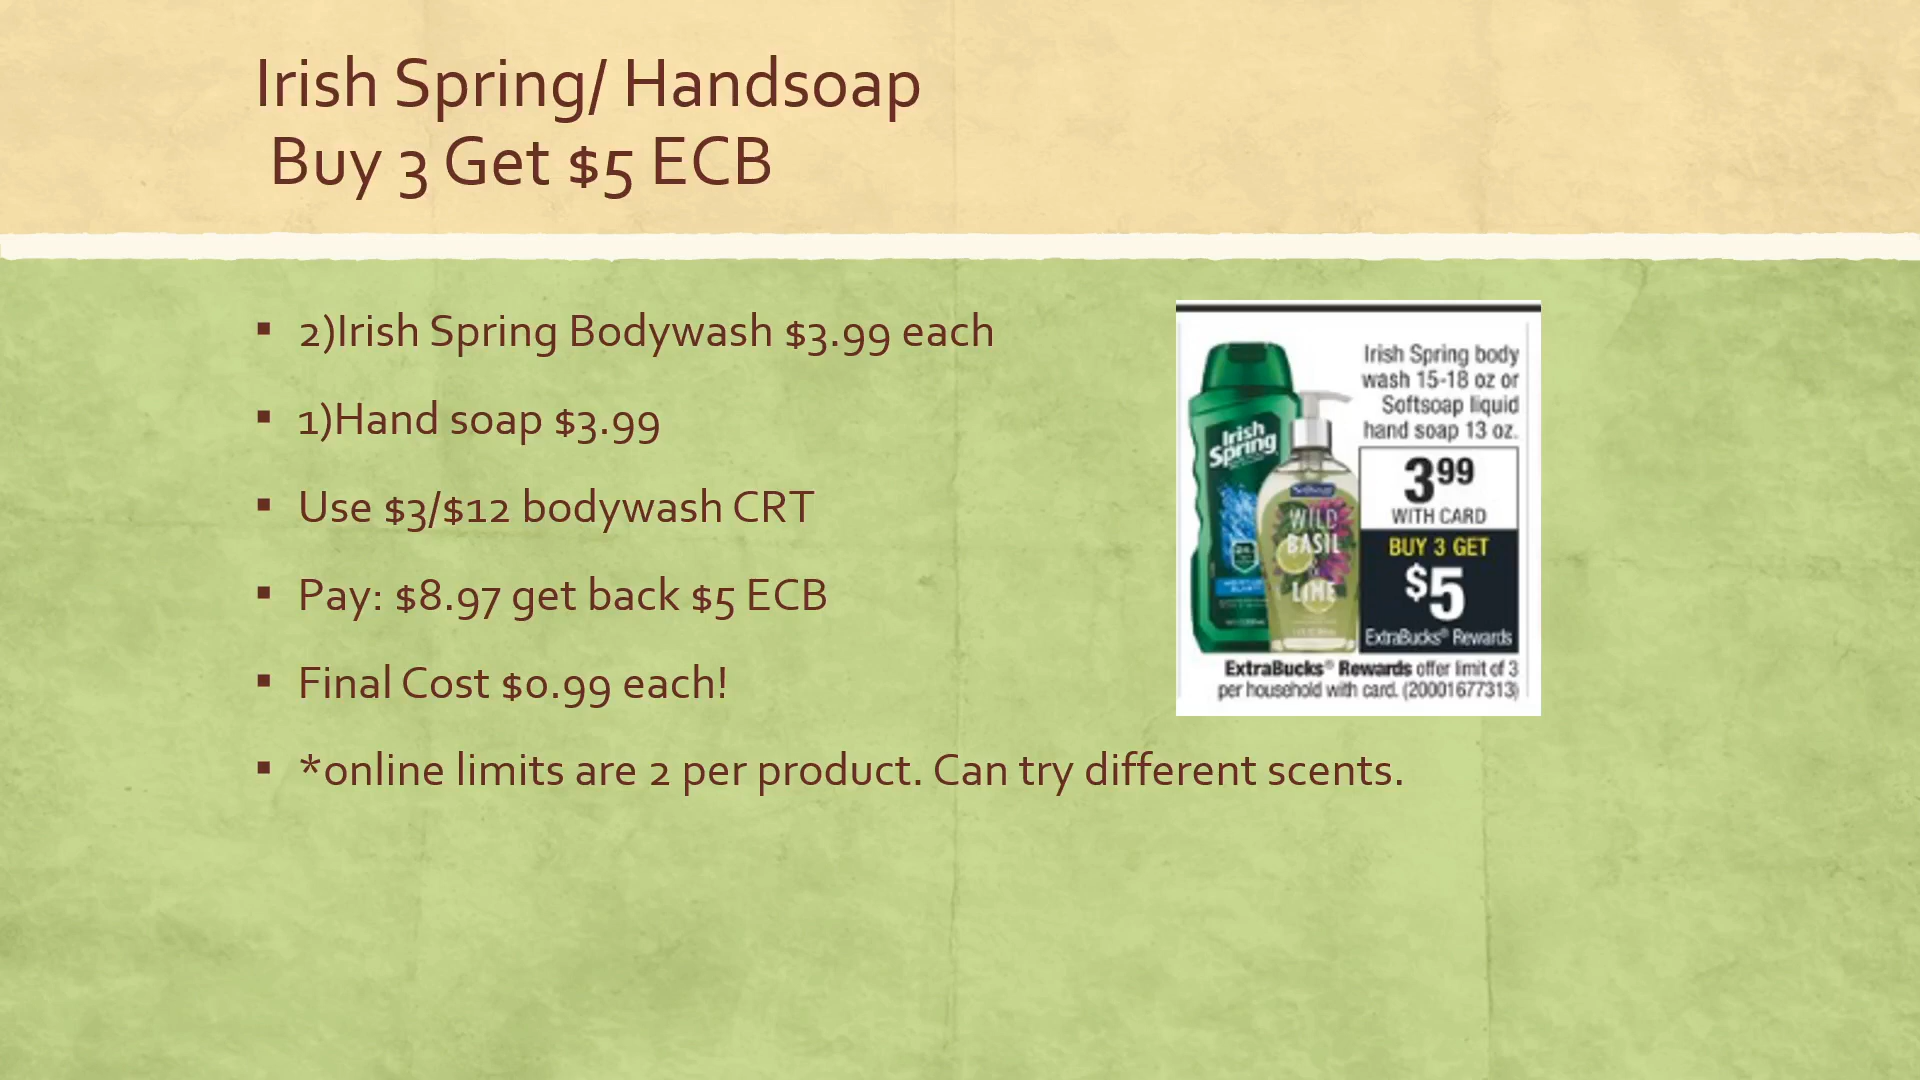 Irish Spring/ Handsoap
Buy 3 Get $5 ECB
▪ 2)Irish Spring Bodywash $3.99 each
▪ 1)Hand soap $3.99
▪ Use $3/$12 bodywash CRT
▪ Pay: $8.97 get back $5 ECB
▪ Final Cost $0.99 each!
▪ *online limits are 2 per product. Can try different scents.
Irish Spring body
wash 15-18 oz or
Softsoap liquid
hand soap 13 oz.
399
WITH CARD
BUY 3 GET
$5
ExtraBucks® Rewards
ExtraBucks® Rewards offer limit of 3
per household with card. (20001677313)
Irish
Spring
Softsoap
WILD
BASIL
LIME